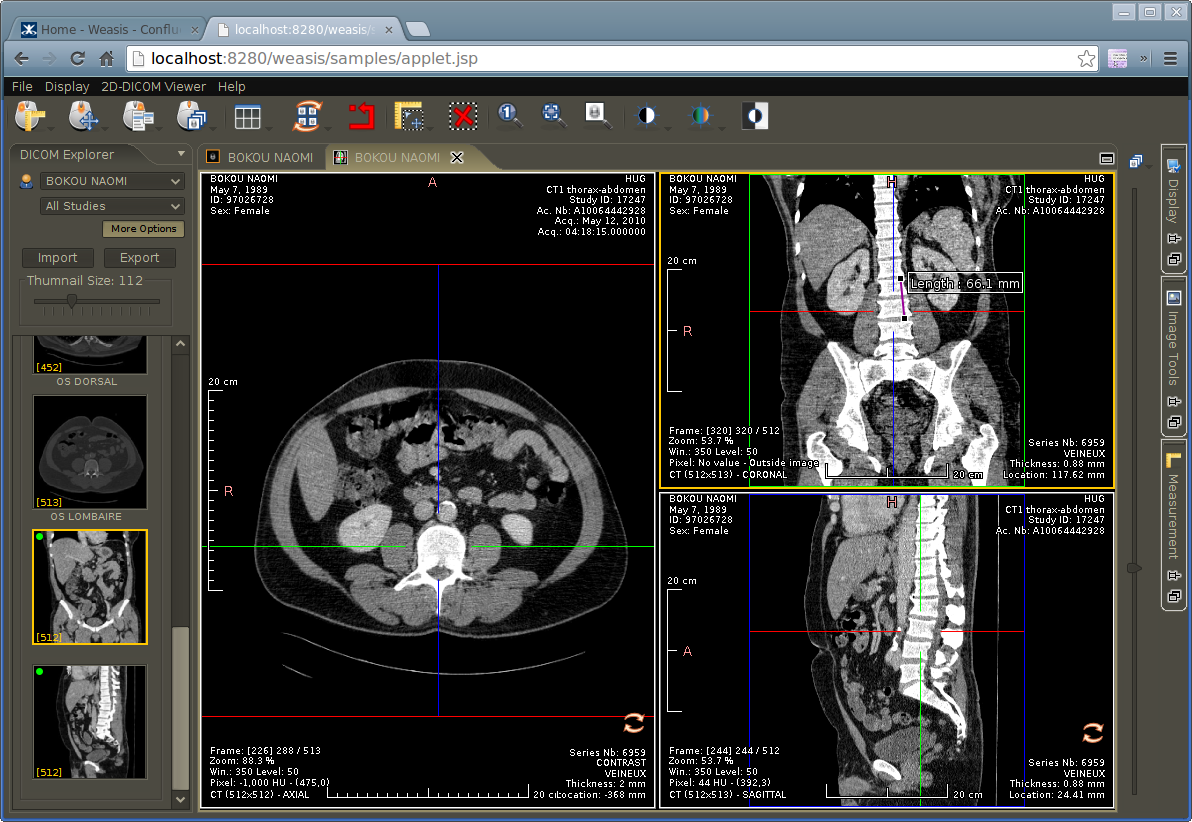 Home - Weasis - Conflu
localhost:8280/weasis/s
localhost:8280/weasis/samples/applet.jsp
File Display 2D-DICOM Viewer Help
DICOM Explorer
BOKOU NAOMI
All Studies
More Options
Import Export
Thumnail Size: 112
[452]
OS DORSAL
[513]
OS LOMBAIRE
[512]
[512]
BOKOU NAOMI
BOKOU NAOMI
BOKOU NAOMI
May 7, 1989
ID: 97026728
Sex: Female
A
HUG
CT1 thorax-abdomen
Study ID: 17247
Ac. Nb: A10064442928
Acq.: May 12, 2010
Acq.: 04:18:15.000000
20 cm
R
Frame: [226] 288 / 513
Zoom: 88.3 %
Win.: 350 Level: 50
Pixel: -1,000 HU - (475,0)
CT (512x512) - AXIAL
20 cm
Series Nb: 6959
CONTRAST
VEINEUX
Thickness: 2 mm
Location: -368 mm
BOKOU NAOMI
May 7, 1989
ID: 97026728
Sex: Female
H
HUG
CT1 thorax-abdomen
Study ID: 17247
Ac. Nb: A10064442928
20 cm
Length : 66.1 mm
R
Frame: [320] 320 / 512
Zoom: 53.7 %
Win.: 350 Level: 50
Pixel: No value - Outside image
CT (512x513) - CORONAL
20 cm
Series Nb: 6959
VEINEUX
Thickness: 0.88 mm
Location: 117.62 mm
BOKOU NAOMI
May 7, 1989
ID: 97026728
Sex: Female
H
HUG
CT1 thorax-abdomen
Study ID: 17247
Ac. Nb: A10064442928
20 cm
A
Frame: [244] 244 / 512
Zoom: 53.7 %
Win.: 350 Level: 50
Pixel: 44 HU - (392,3)
CT (512x513) - SAGITTAL
20 cm
Series Nb: 6959
VEINEUX
Thickness: 0.88 mm
Location: 24.41 mm
Display
Image Tools
Measurement